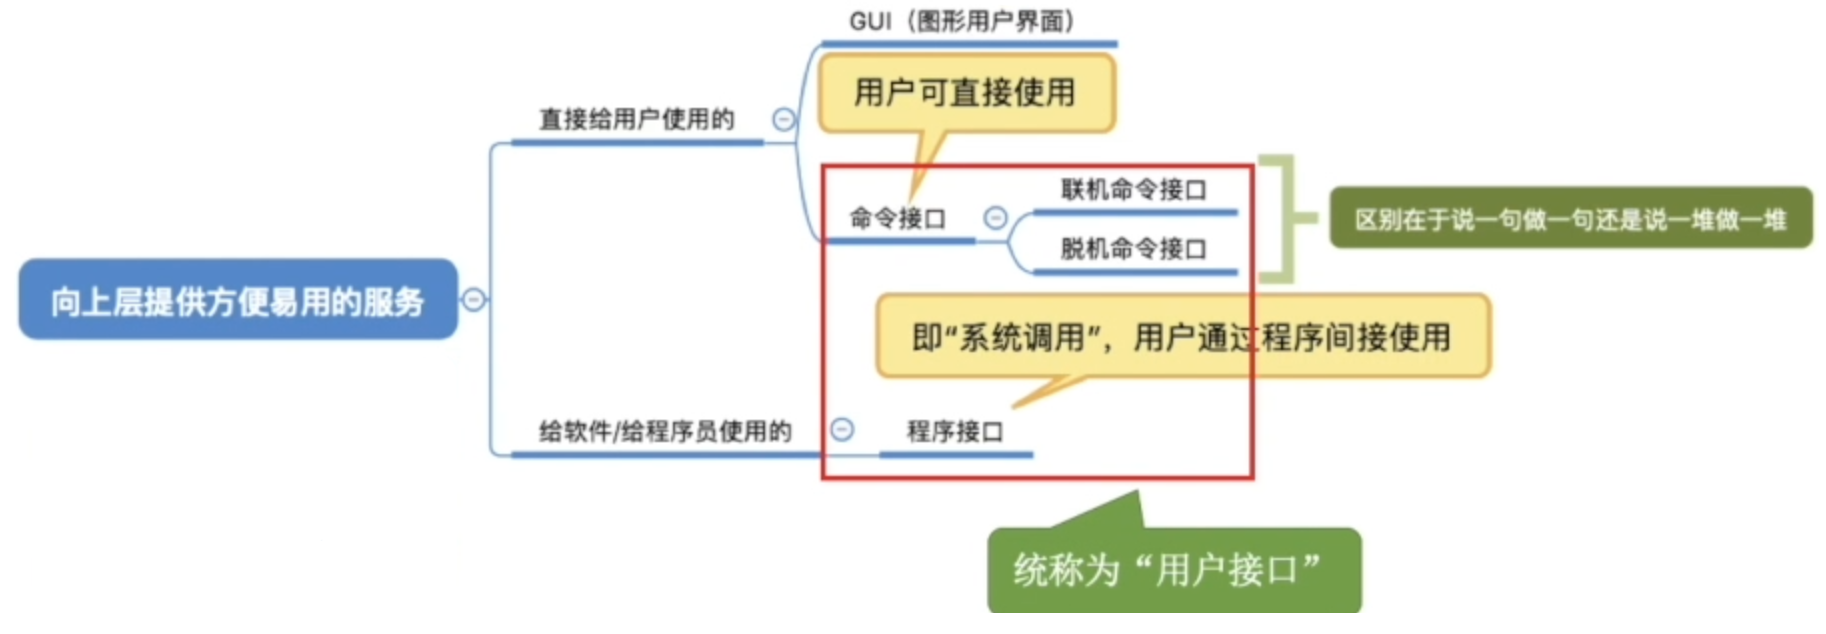 GUI（图形用户界面）
用户可直接使用
直接给用户使用的
联机命令接口
命令接口
区别在于说一句做一句还是说一堆做一堆
脱机命令接口
向上层提供方便易用的服务
即“系统调用”，用户通过程序间接使用
给软件/给程序员使用的
程序接口
统称为“用户接口”